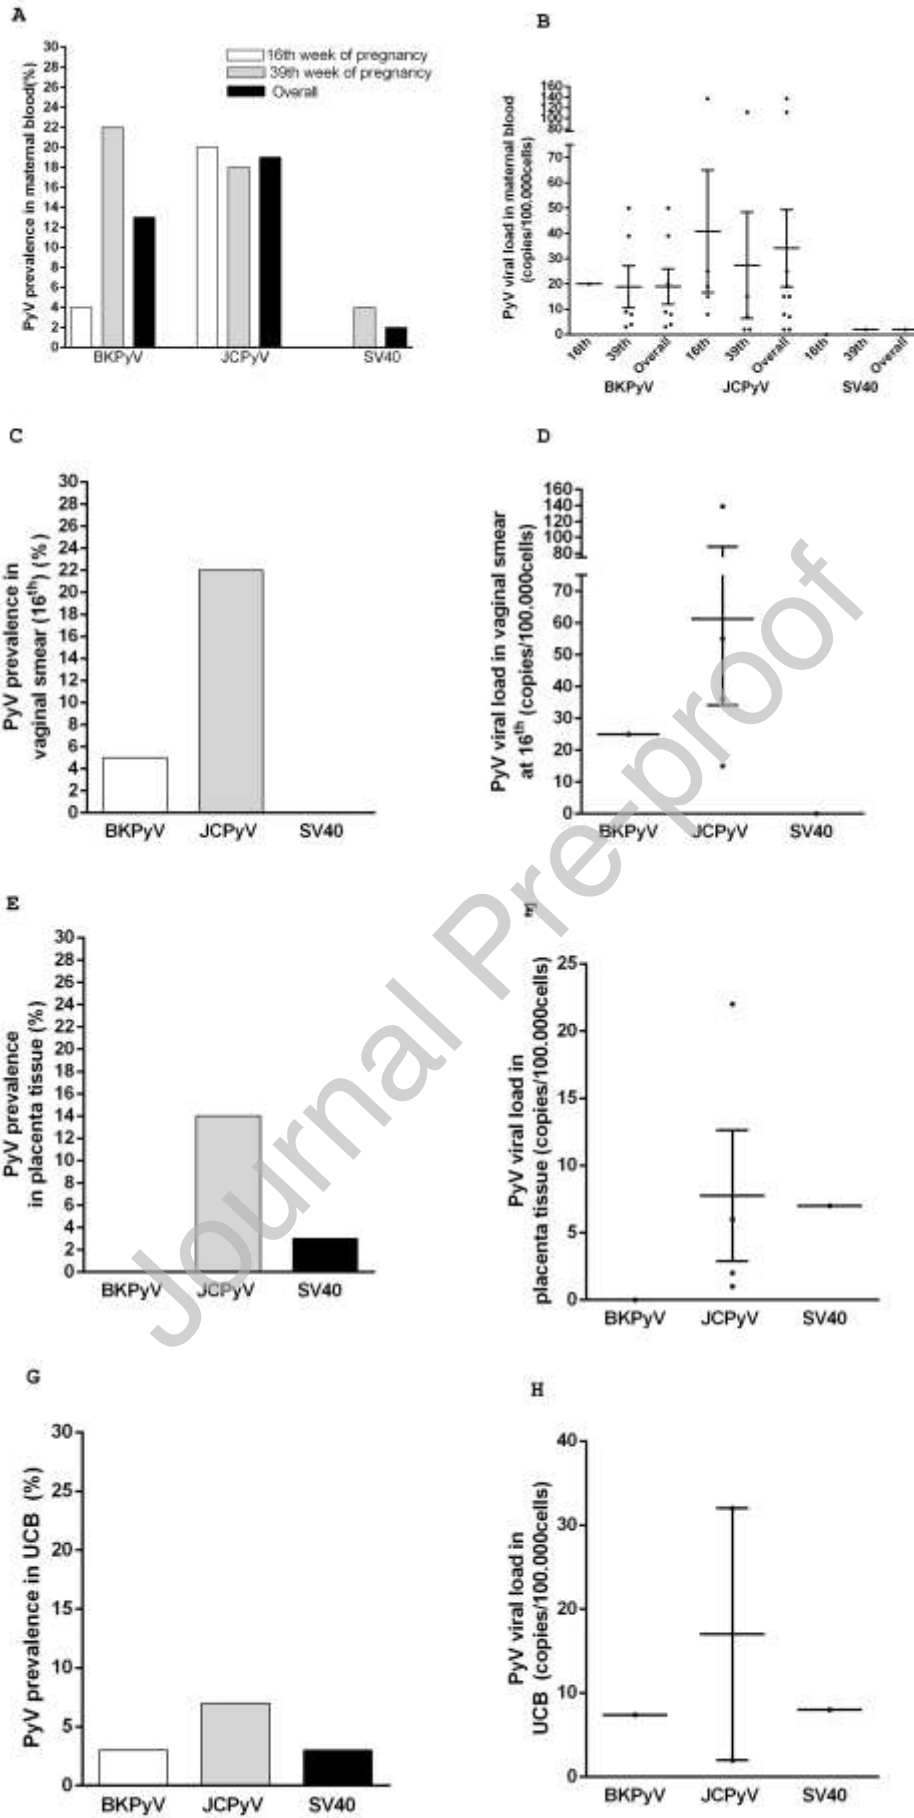 A
PyV prevalence in maternal blood(%)
30
28
26
24
22
20
18
16
14
12
10
8
6
4
2
0
16th week of pregnancy
39th week of pregnancy
Overall
BKPyV JCPyV SV40
B
PyV viral load in maternal blood
(copies/100.000cells)
160
140
120
100
80
70
60
50
40
30
20
10
0
16th 39th Overall 16th 39th Overall 16th 39th Overall
BKPyV JCPyV SV40
C
PyV prevalence in
vaginal smear (16th) (%)
30
28
26
24
22
20
18
16
14
12
10
8
6
4
2
0
BKPyV JCPyV SV40
D
PyV viral load in vaginal smear
at 16th (copies/100.000cells)
160
140
120
100
80
70
60
50
40
30
20
10
0
BKPyV JCPyV SV40
E
PyV prevalence
in placenta tissue (%)
30
28
26
24
22
20
18
16
14
12
10
8
6
4
2
0
BKPyV JCPyV SV40
F
PyV viral load in
placenta tissue (copies/100.000cells)
25
20
15
10
5
0
BKPyV JCPyV SV40
G
PyV prevalence in UCB (%)
30
25
20
15
10
5
0
BKPyV JCPyV SV40
H
PyV viral load in
UCB (copies/100.000cells)
40
30
20
10
0
BKPyV JCPyV SV40
Journal Pre-proof